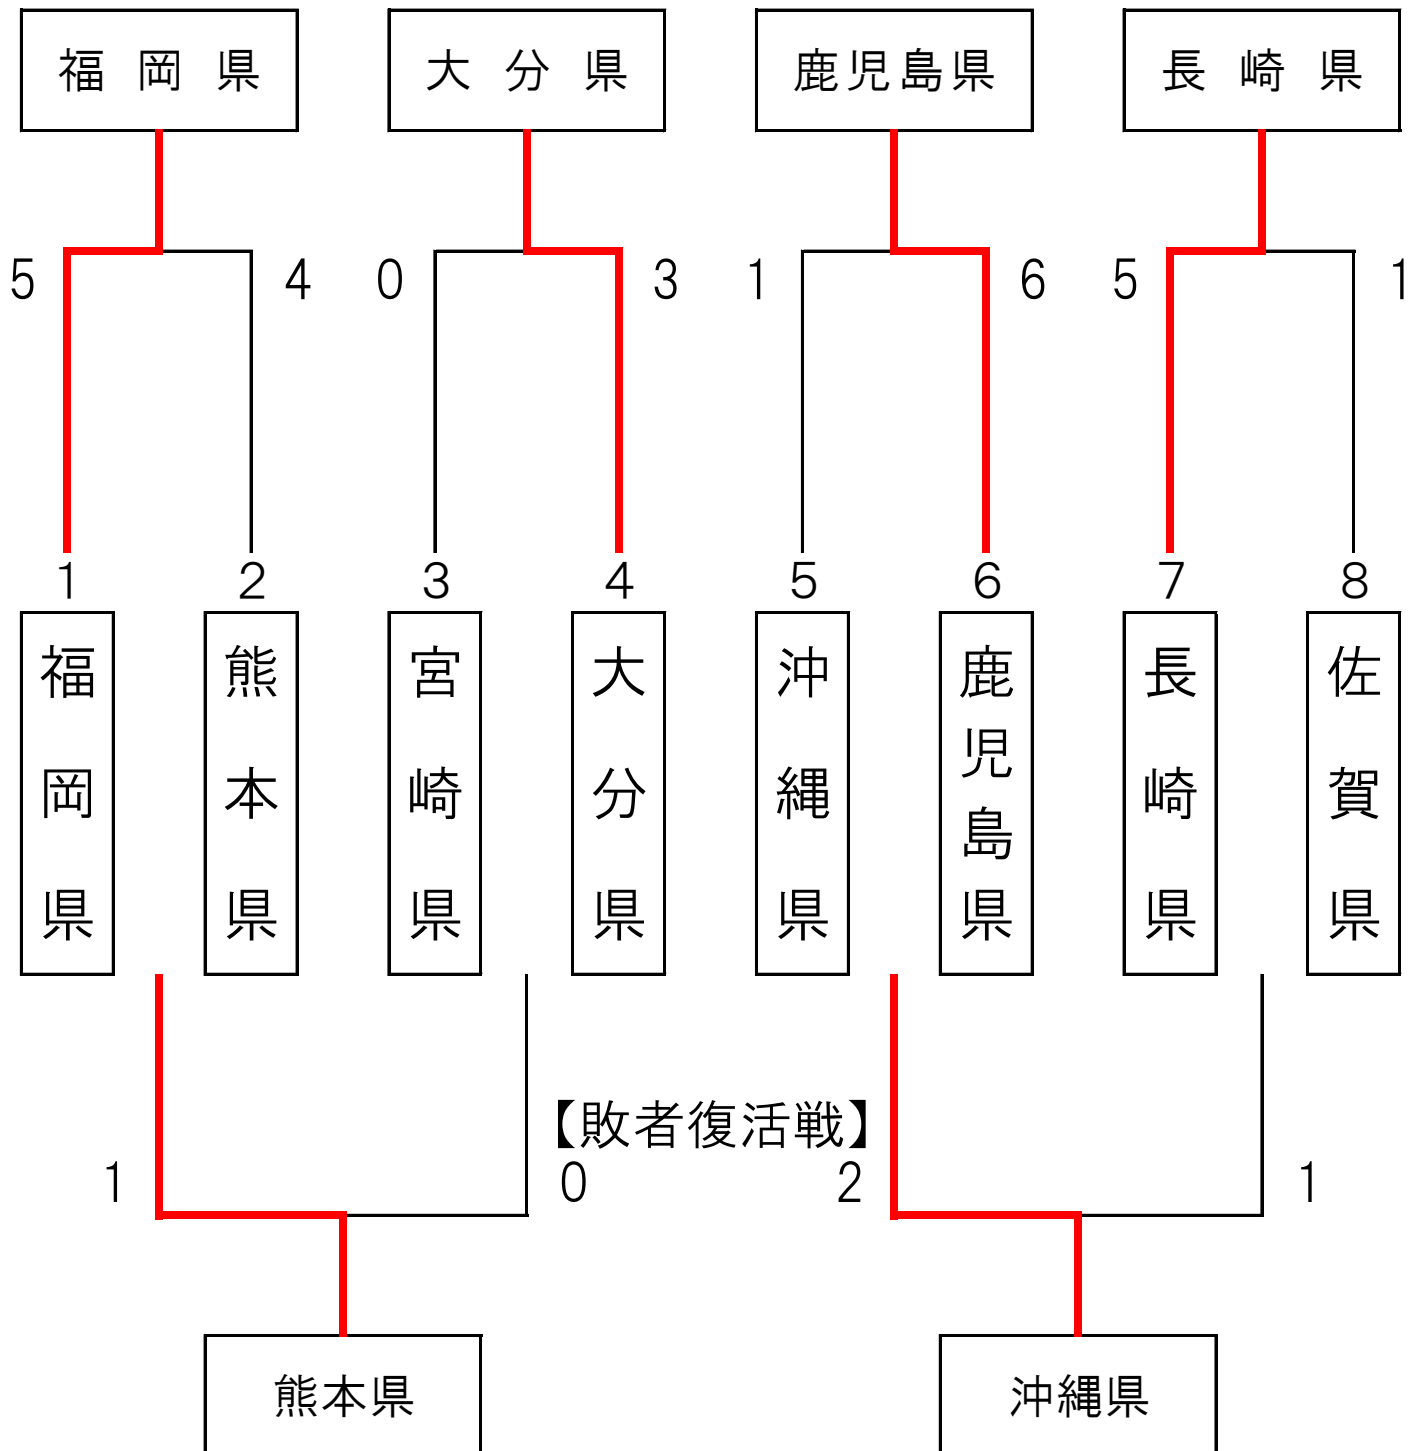 福岡県 大分県 鹿児島県 長崎県
5 4 0 3 1 6 5 1
1 2 3 4 5 6 7 8
福岡県 熊本県 宮崎県 大分県 沖縄県 鹿児島県 長崎県 佐賀県
【敗者復活戦】
1 0 2 1
熊本県 沖縄県